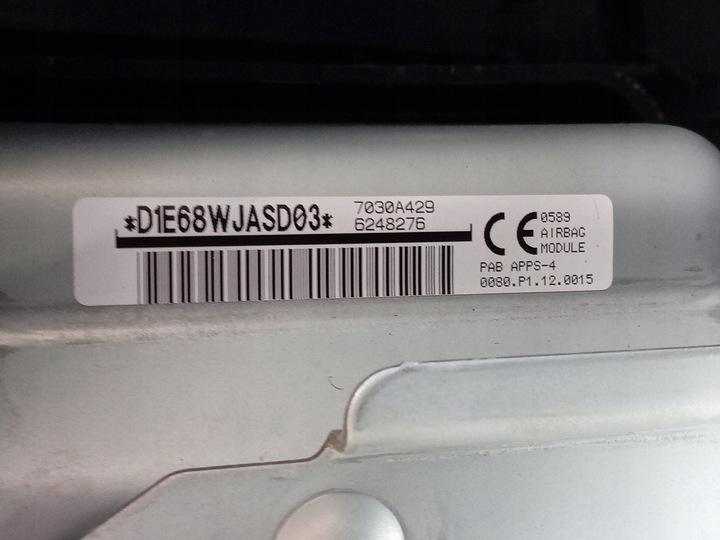 *D1E68WJASD03*
7030A429
6248276
CE 0589
AIRBAG
MODULE
PAB APPS-4
0080.P1.12.0015